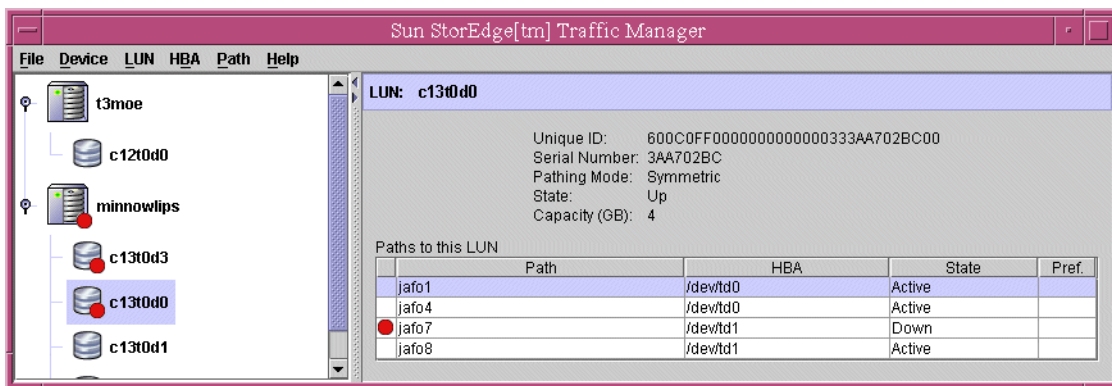 Sun StorEdge[tm] Traffic Manager
File Device LUN HBA Path Help
t3moe
c12t0d0
minnowlips
c13t0d3
c13t0d0
c13t0d1
LUN: c13t0d0
Unique ID: 600C0FF0000000000000333AA702BC00
Serial Number: 3AA702BC
Pathing Mode: Symmetric
State: Up
Capacity (GB): 4
Paths to this LUN
Path HBA State Pref.
jafo1 /dev/td0 Active
jafo4 /dev/td0 Active
jafo7 /dev/td1 Down
jafo8 /dev/td1 Active